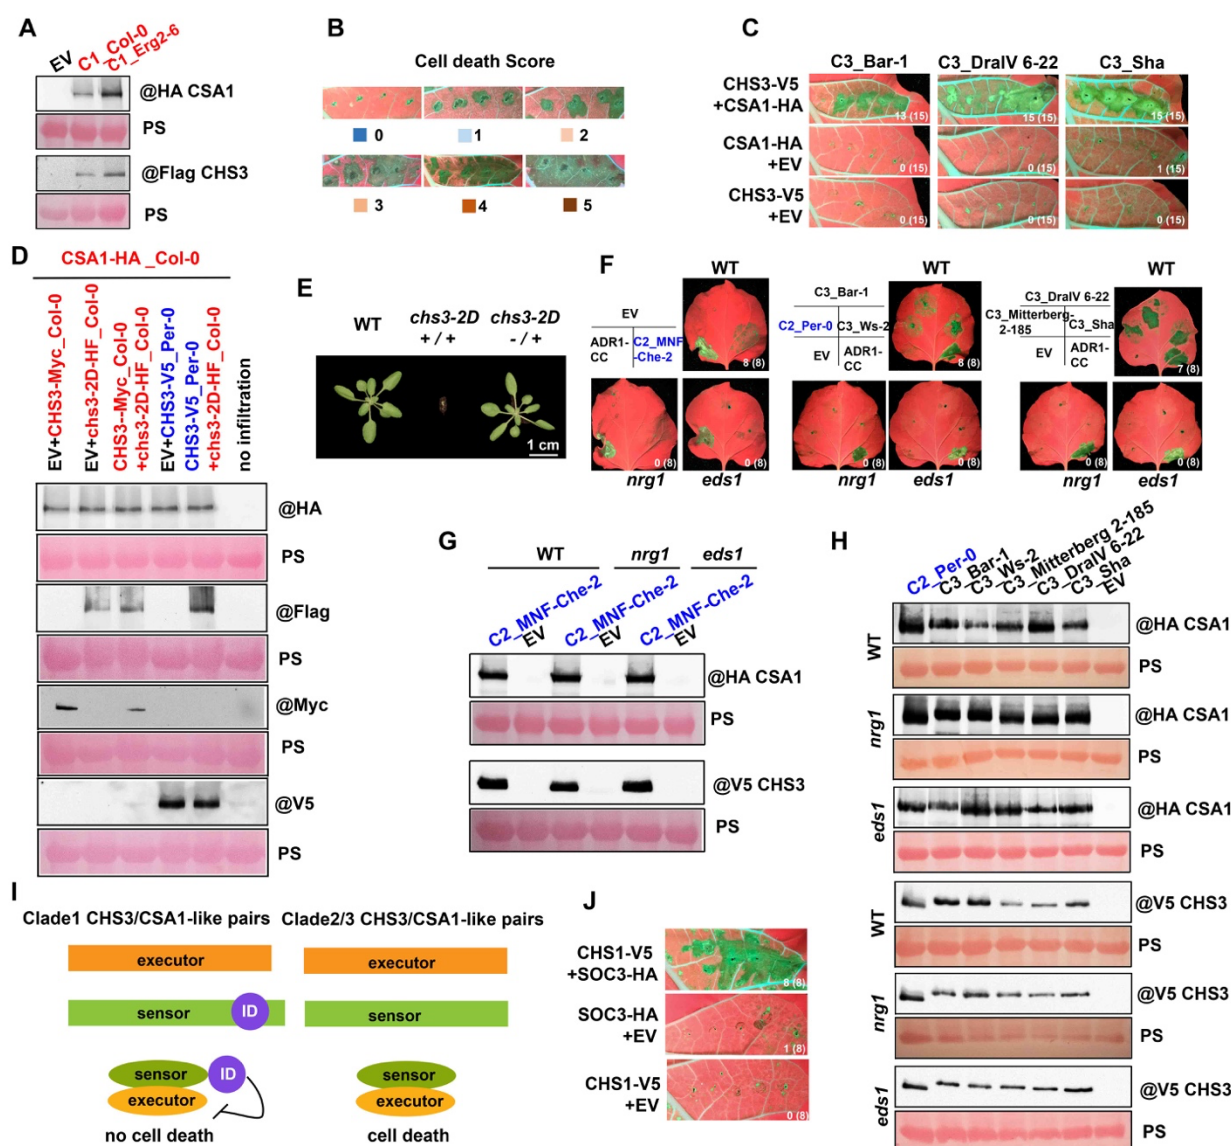 A
EV
C1_Col-0
C1_Erg2-6
@HA CSA1
PS
@Flag CHS3
PS
B
Cell death Score
0
1
2
3
4
5
C
C3_Bar-1
C3_DraIV 6-22
C3_Sha
CHS3-V5
+CSA1-HA
13 (15)
15 (15)
15 (15)
CSA1-HA
+EV
0 (15)
0 (15)
1 (15)
CHS3-V5
+EV
0 (15)
0 (15)
0 (15)
D
CSA1-HA _Col-0
EV+CHS3-Myc_Col-0
EV+chs3-2D-HF_Col-0
CHS3-Myc_Col-0
+chs3-2D-HF_Col-0
EV+CHS3-V5_Per-0
CHS3-V5_Per-0
+chs3-2D-HF_Col-0
no infiltration
@HA
PS
@Flag
PS
@Myc
PS
@V5
PS
E
WT
chs3-2D
+ / +
chs3-2D
- / +
1 cm
F
WT
EV
ADR1-
CC
C2_MNF
-Che-2
8 (8)
0 (8)
0 (8)
nrg1
eds1
WT
C3_Bar-1
C2_Per-0
C3_Ws-2
EV
ADR1-
CC
8 (8)
0 (8)
0 (8)
nrg1
eds1
WT
C3_DraIV 6-22
C3_Mitterberg-
2-185
C3_Sha
EV
ADR1-
CC
7 (8)
0 (8)
0 (8)
nrg1
eds1
G
WT
nrg1
eds1
C2_MNF-Che-2
EV
C2_MNF-Che-2
EV
C2_MNF-Che-2
EV
@HA CSA1
PS
@V5 CHS3
PS
H
C2_Per-0
C3_Bar-1
C3_Ws-2
C3_Mitterberg 2-185
C3_DraIV 6-22
C3_Sha
EV
WT
@HA CSA1
PS
nrg1
@HA CSA1
PS
eds1
@HA CSA1
PS
WT
@V5 CHS3
PS
nrg1
@V5 CHS3
PS
eds1
@V5 CHS3
PS
I
Clade1 CHS3/CSA1-like pairs
Clade2/3 CHS3/CSA1-like pairs
executor
executor
sensor
ID
sensor
sensor
ID
executor
sensor
executor
no cell death
cell death
J
CHS1-V5
+SOC3-HA
8 (8)
SOC3-HA
+EV
1 (8)
CHS1-V5
+EV
0 (8)